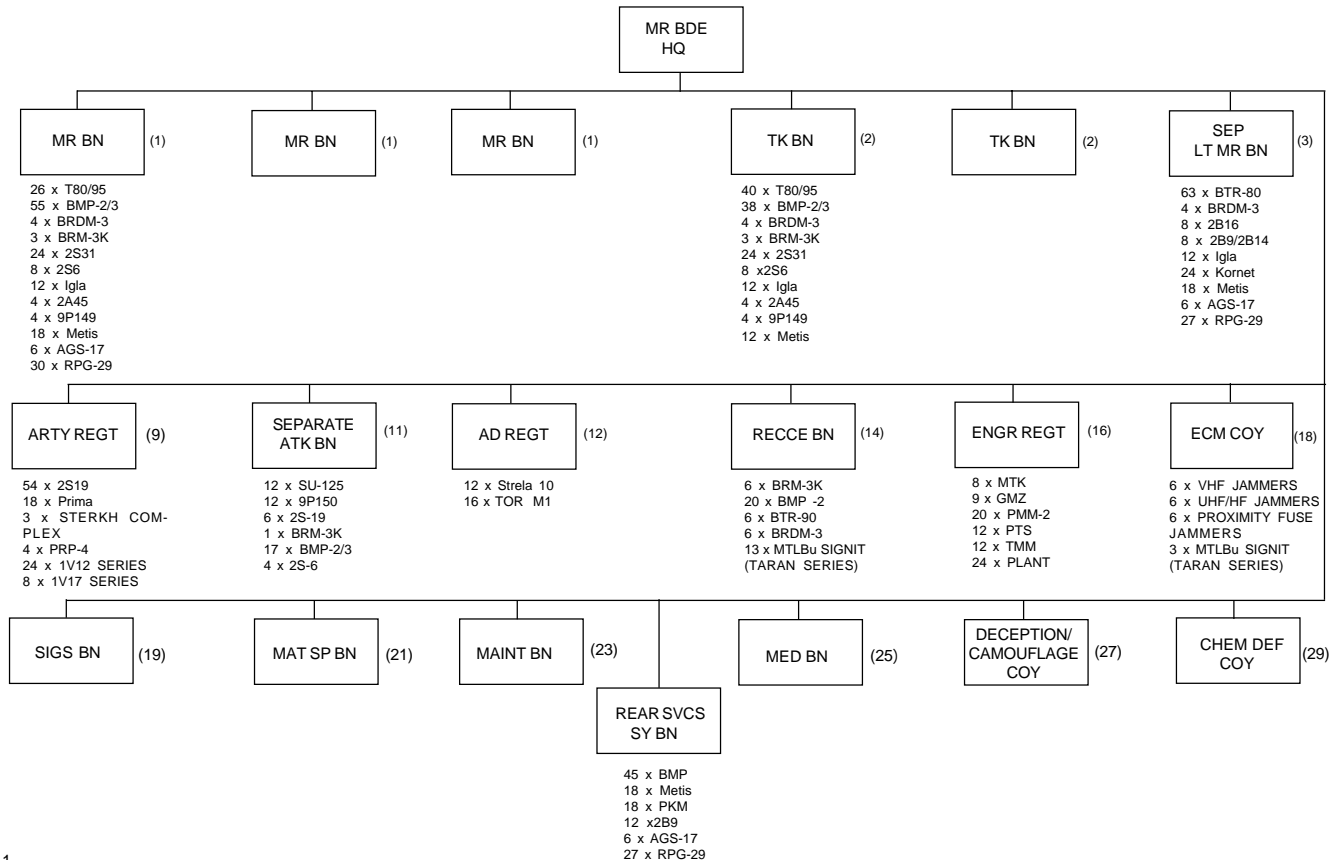 MR BDE
HQ
MR BN
(1)
MR BN
(1)
MR BN
(1)
TK BN
(2)
TK BN
(2)
SEP
LT MR BN
(3)
26 x T80/95
55 x BMP-2/3
4 x BRDM-3
3 x BRM-3K
24 x 2S31
8 x 2S6
12 x Igla
4 x 2A45
4 x 9P149
18 x Metis
6 x AGS-17
30 x RPG-29
40 x T80/95
38 x BMP-2/3
4 x BRDM-3
3 x BRM-3K
24 x 2S31
8 x2S6
12 x Igla
4 x 2A45
4 x 9P149
12 x Metis
63 x BTR-80
4 x BRDM-3
8 x 2B16
8 x 2B9/2B14
12 x Igla
24 x Kornet
18 x Metis
6 x AGS-17
27 x RPG-29
ARTY REGT
(9)
SEPARATE
ATK BN
(11)
AD REGT
(12)
RECCE BN
(14)
ENGR REGT
(16)
ECM COY
(18)
54 x 2S19
18 x Prima
3 x STERKH COM-
PLEX
4 x PRP-4
24 x 1V12 SERIES
8 x 1V17 SERIES
12 x SU-125
12 x 9P150
6 x 2S-19
1 x BRM-3K
17 x BMP-2/3
4 x 2S-6
12 x Strela 10
16 x TOR M1
6 x BRM-3K
20 x BMP -2
6 x BTR-90
6 x BRDM-3
13 x MTLBu SIGNIT
(TARAN SERIES)
8 x MTK
9 x GMZ
20 x PMM-2
12 x PTS
12 x TMM
24 x PLANT
6 x VHF JAMMERS
6 x UHF/HF JAMMERS
6 x PROXIMITY FUSE
JAMMERS
3 x MTLBu SIGNIT
(TARAN SERIES)
SIGS BN
(19)
MAT SP BN
(21)
MAINT BN
(23)
MED BN
(25)
DECEPTION/
CAMOUFLAGE
COY
(27)
CHEM DEF
COY
(29)
REAR SVCS
SY BN
45 x BMP
18 x Metis
18 x PKM
12 x2B9
6 x AGS-17
27 x RPG-29
1